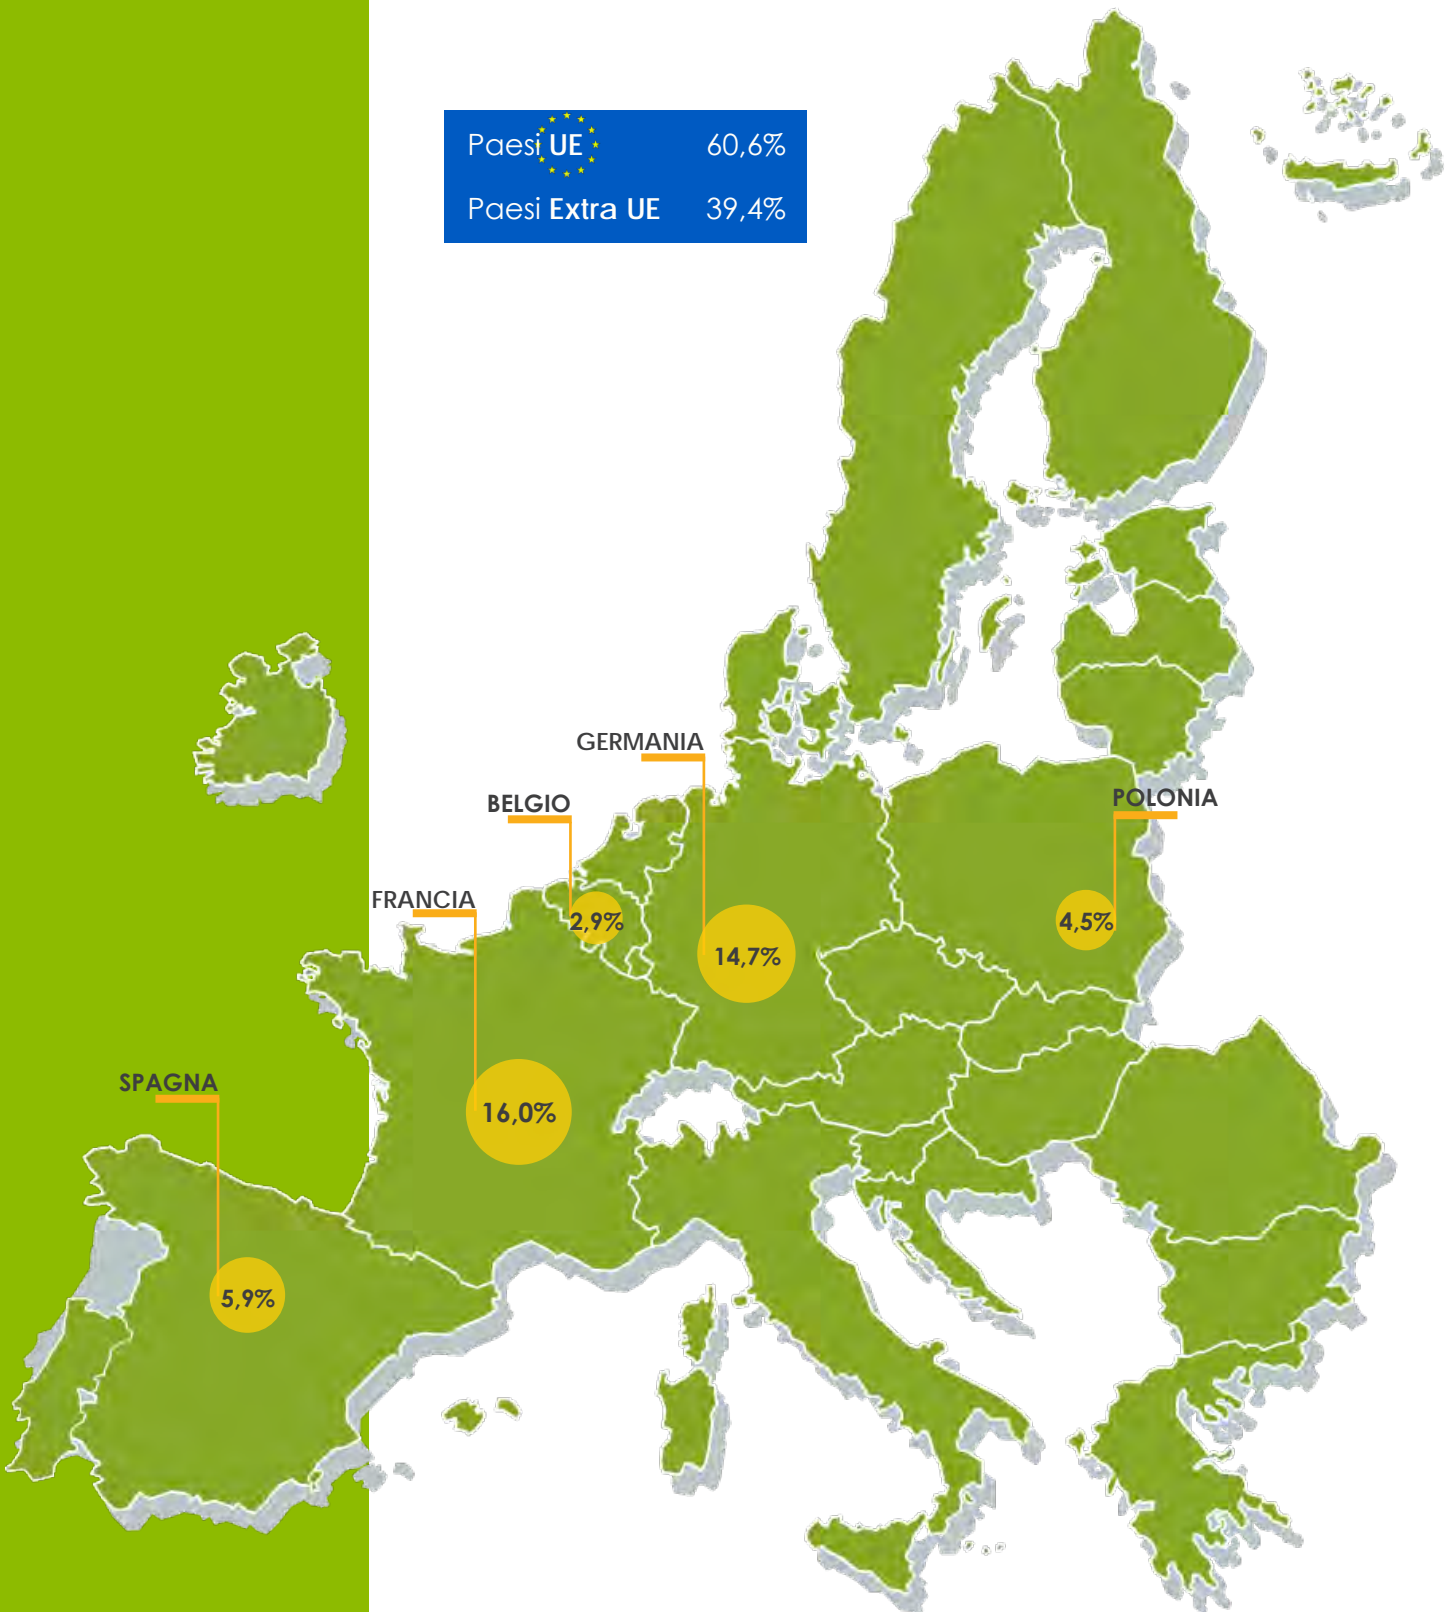 Paesi UE 60,6%
Paesi Extra UE 39,4%
GERMANIA
BELGIO
POLONIA
FRANCIA
2,9%
4,5%
14,7%
SPAGNA
16,0%
5,9%